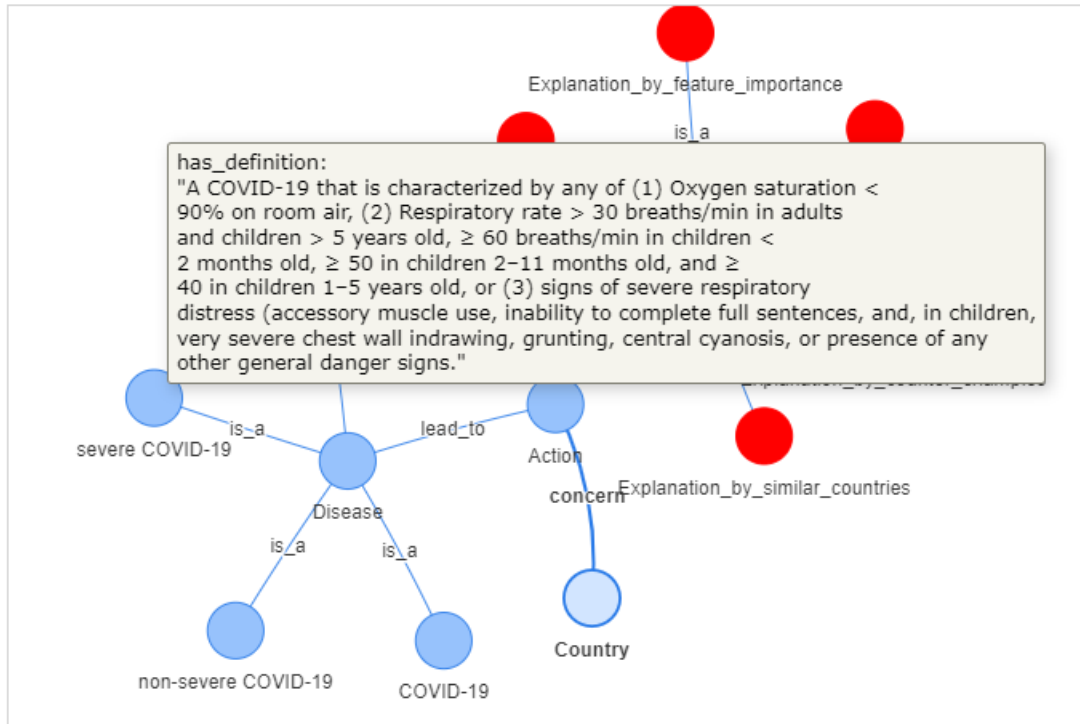 Explanation_by_feature_importance
is_a
has_definition:
"A COVID-19 that is characterized by any of (1) Oxygen saturation <
90% on room air, (2) Respiratory rate > 30 breaths/min in adults
and children > 5 years old, ≥ 60 breaths/min in children <
2 months old, ≥ 50 in children 2–11 months old, and ≥
40 in children 1–5 years old, or (3) signs of severe respiratory
distress (accessory muscle use, inability to complete full sentences, and, in children,
very severe chest wall indrawing, grunting, central cyanosis, or presence of any
other general danger signs."
Explanation_by_counter_examples
is_a
lead_to
severe COVID-19
Action
concern
Explanation_by_similar_countries
Disease
is_a
is_a
Country
non-severe COVID-19
COVID-19